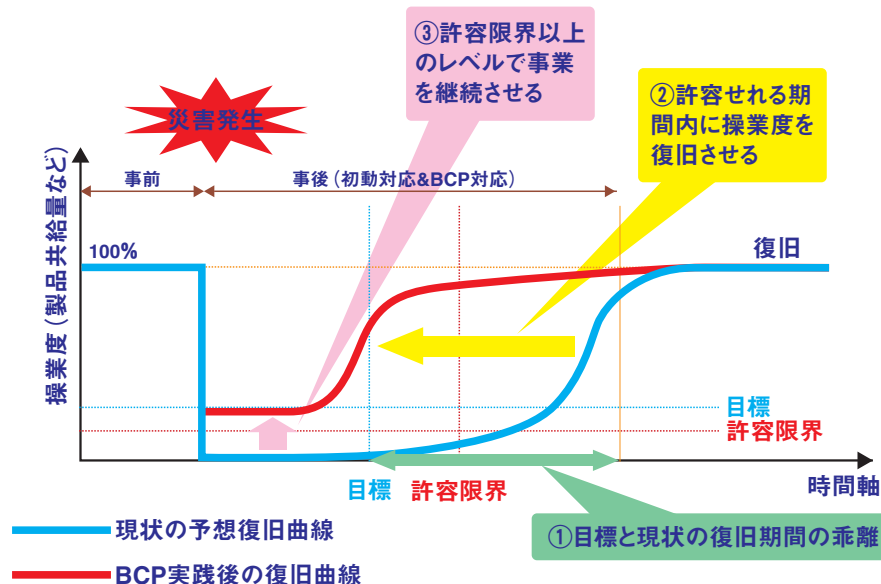 ③許容限界以上
のレベルで事業
を継続させる
②許容せれる期
間内に操業度を
復旧させる
災害発生
事前
事後（初動対応&BCP対応）
操業度（製品共給量など）
100%
復旧
目標
許容限界
目標
許容限界
時間軸
①目標と現状の復旧期間の乖離
現状の予想復旧曲線
BCP実践後の復旧曲線